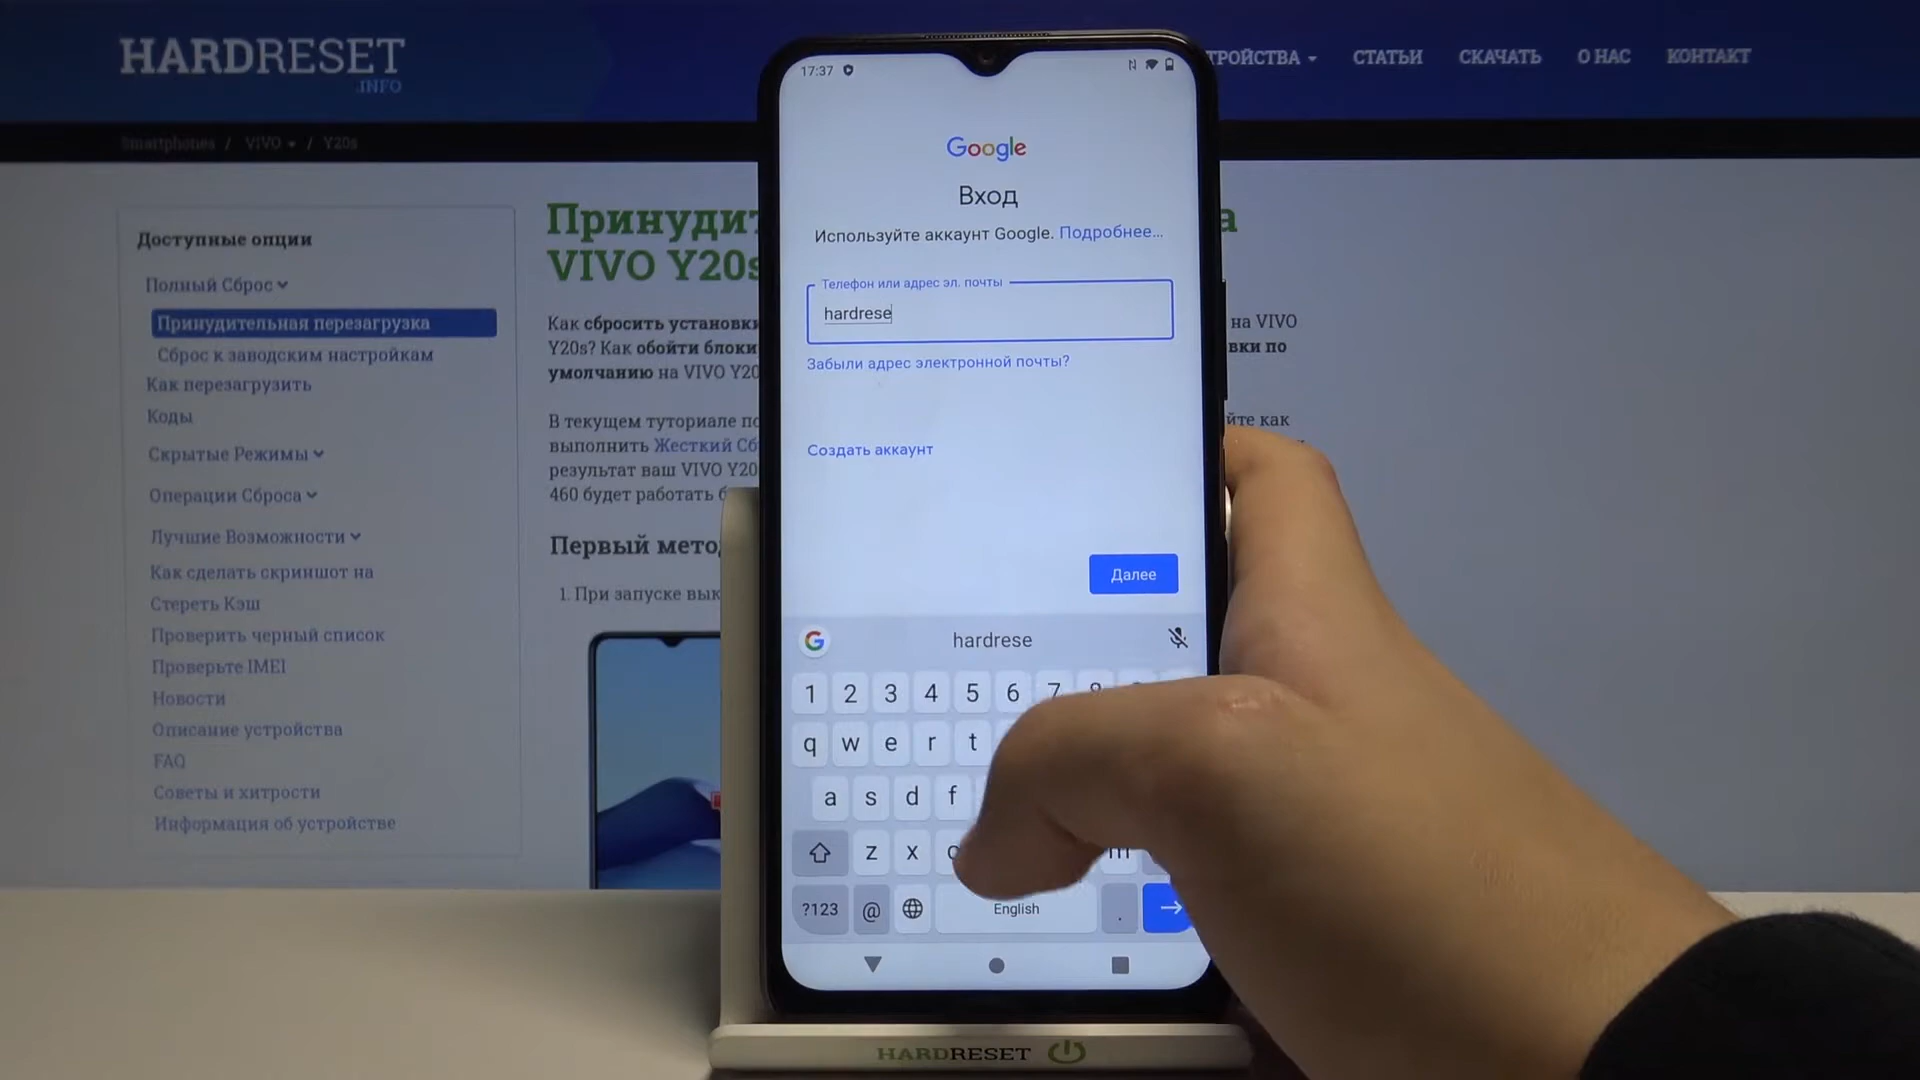 HARDRESET
.INFO
ТРОЙСТВА
СТАТЬИ
СКАЧАТЬ
О НАС
КОНТАКТ
Smartphones / VIVO / Y20s
Доступные опции
Полный Сброс
Принудительная перезагрузка
Сброс к заводским настройкам
Как перезагрузить
Коды
Скрытые Режимы
Операции Сброса
Лучшие Возможности
Как сделать скриншот на
Стереть Кэш
Проверить черный список
Проверьте IMEI
Новости
Описание устройства
FAQ
Советы и хитрости
Информация об устройстве
Принудит а
VIVO Y20s
Как сбросить установки на VIVO
Y20s? Как обойти блоки вки по
умолчанию на VIVO Y20
В текущем туториале по йте как
выполнить Жесткий Сб
результат ваш VIVO Y20
460 будет работать б
Первый мето
1. При запуске вык
17:37
Google
Вход
Используйте аккаунт Google. Подробнее...
Телефон или адрес эл. почты
hardrese
Забыли адрес электронной почты?
Создать аккаунт
Далее
G hardrese
1 2 3 4 5 6 7 8
q w e r t
a s d f
z x c m
?123 @ English .
HARDRESET